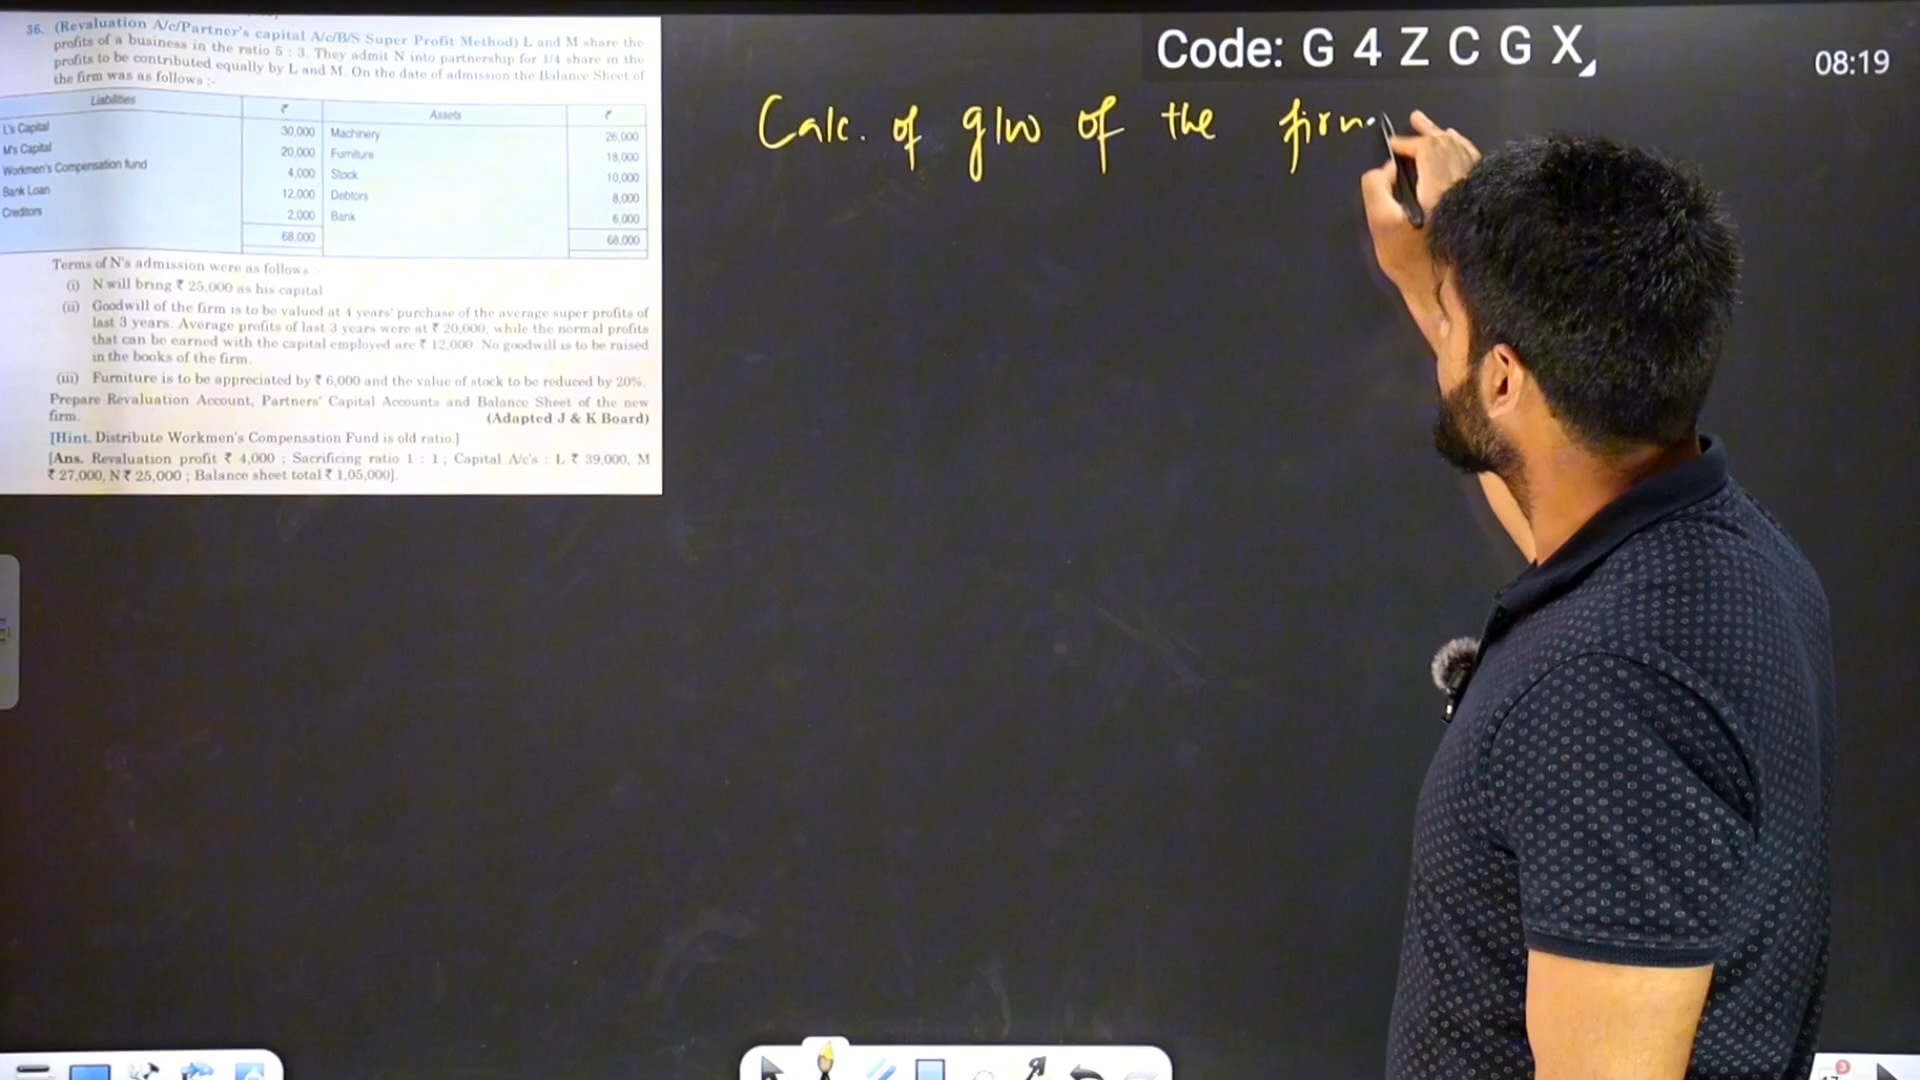 36. (Revaluation A/c/Partner's capital A/c/B/S Super Profit Method) L and M share the
profits of a business in the ratio 5 : 3. They admit N into partnership for 1/4 share in the
profits to be contributed equally by L and M. On the date of admission the Balance Sheet of
the firm was as follows :-
Liabilities ₹ Assets ₹
L's Capital 30,000 Machinery 26,000
M's Capital 20,000 Furniture 18,000
Workmen's Compensation fund 4,000 Stock 10,000
Bank Loan 12,000 Debtors 8,000
Creditors 2,000 Bank 6,000
68,000 68,000
Terms of N's admission were as follows :
(i) N will bring ₹ 25,000 as his capital
(ii) Goodwill of the firm is to be valued at 4 years' purchase of the average super profits of
last 3 years. Average profits of last 3 years were at ₹ 20,000, while the normal profits
that can be earned with the capital employed are ₹ 12,000 No goodwill is to be raised
in the books of the firm.
(iii) Furniture is to be appreciated by ₹ 6,000 and the value of stock to be reduced by 20%.
Prepare Revaluation Account, Partners' Capital Accounts and Balance Sheet of the new
firm. (Adapted J & K Board)
[Hint. Distribute Workmen's Compensation Fund is old ratio.]
[Ans. Revaluation profit ₹ 4,000 ; Sacrificing ratio 1 : 1 ; Capital A/c's : L ₹ 39,000, M
₹ 27,000, N ₹ 25,000 ; Balance sheet total ₹ 1,05,000].
Code: G 4 Z C G X
08:19
Calc. of g/w of the firm
3